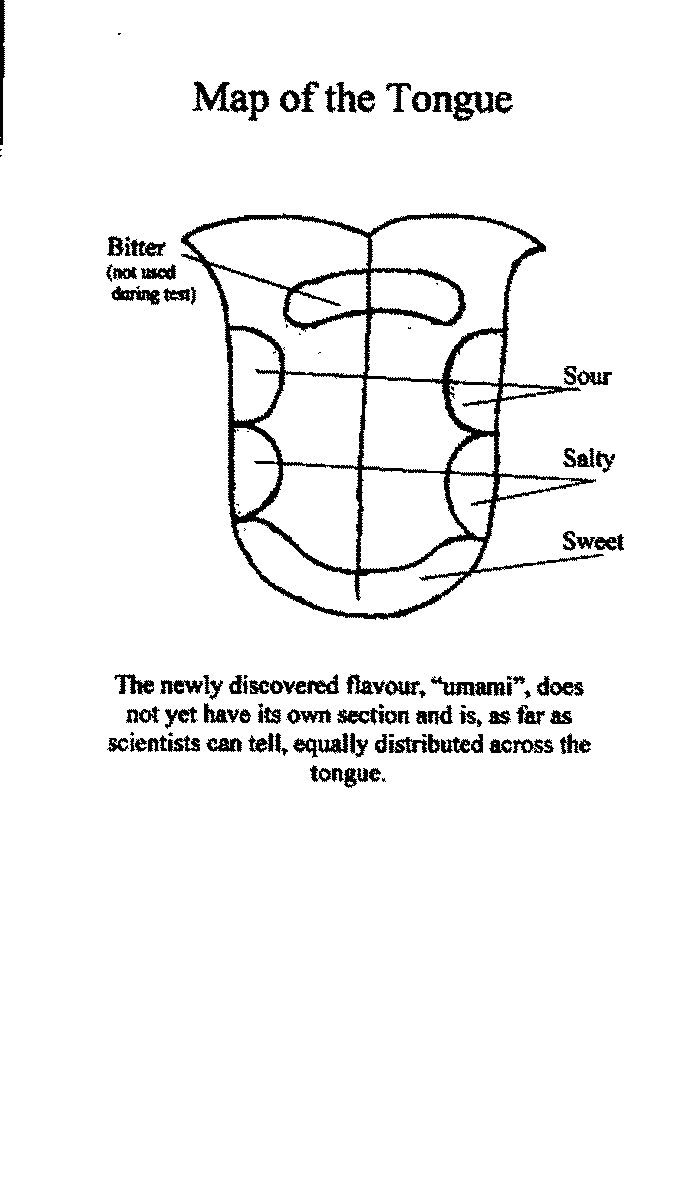 Map of the Tongue
Bitter
(not used
during test)
Sour
Salty
Sweet
The newly discovered flavour, “umami”, does
not yet have its own section and is, as far as
scientists can tell, equally distributed across the
tongue.